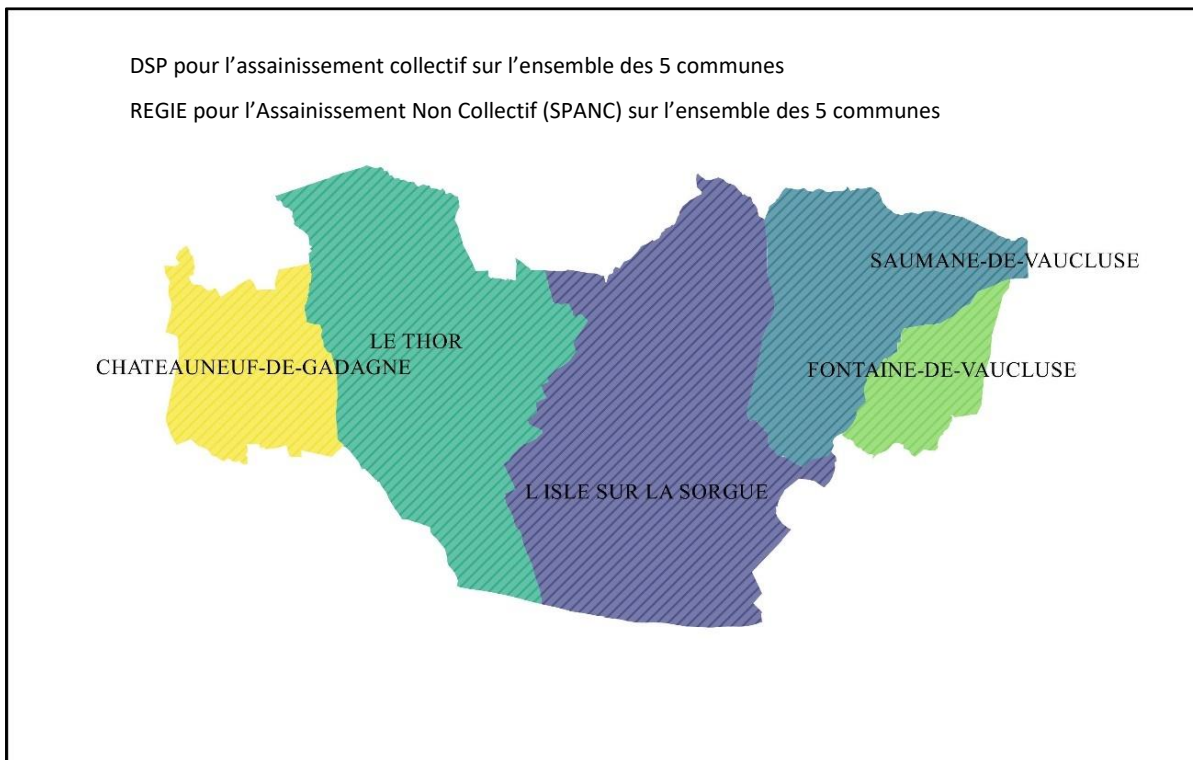 DSP pour l’assainissement collectif sur l’ensemble des 5 communes
REGIE pour l’Assainissement Non Collectif (SPANC) sur l’ensemble des 5 communes
SAUMANE-DE-VAUCLUSE
LE THOR
CHATEAUNEUF-DE-GADAGNE
FONTAINE-DE-VAUCLUSE
L ISLE SUR LA SORGUE